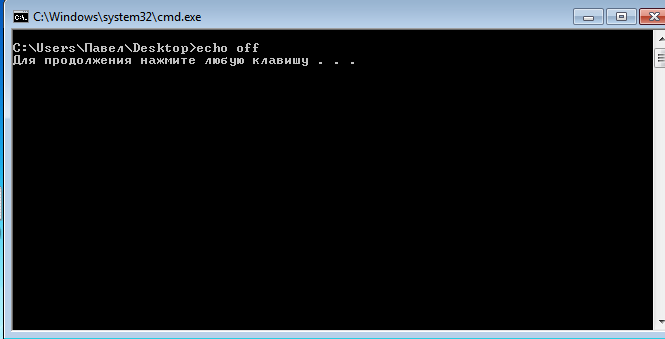 C:\Windows\system32\cmd.exe
C:\Users\Павел\Desktop>echo off
Для продолжения нажмите любую клавишу . . .